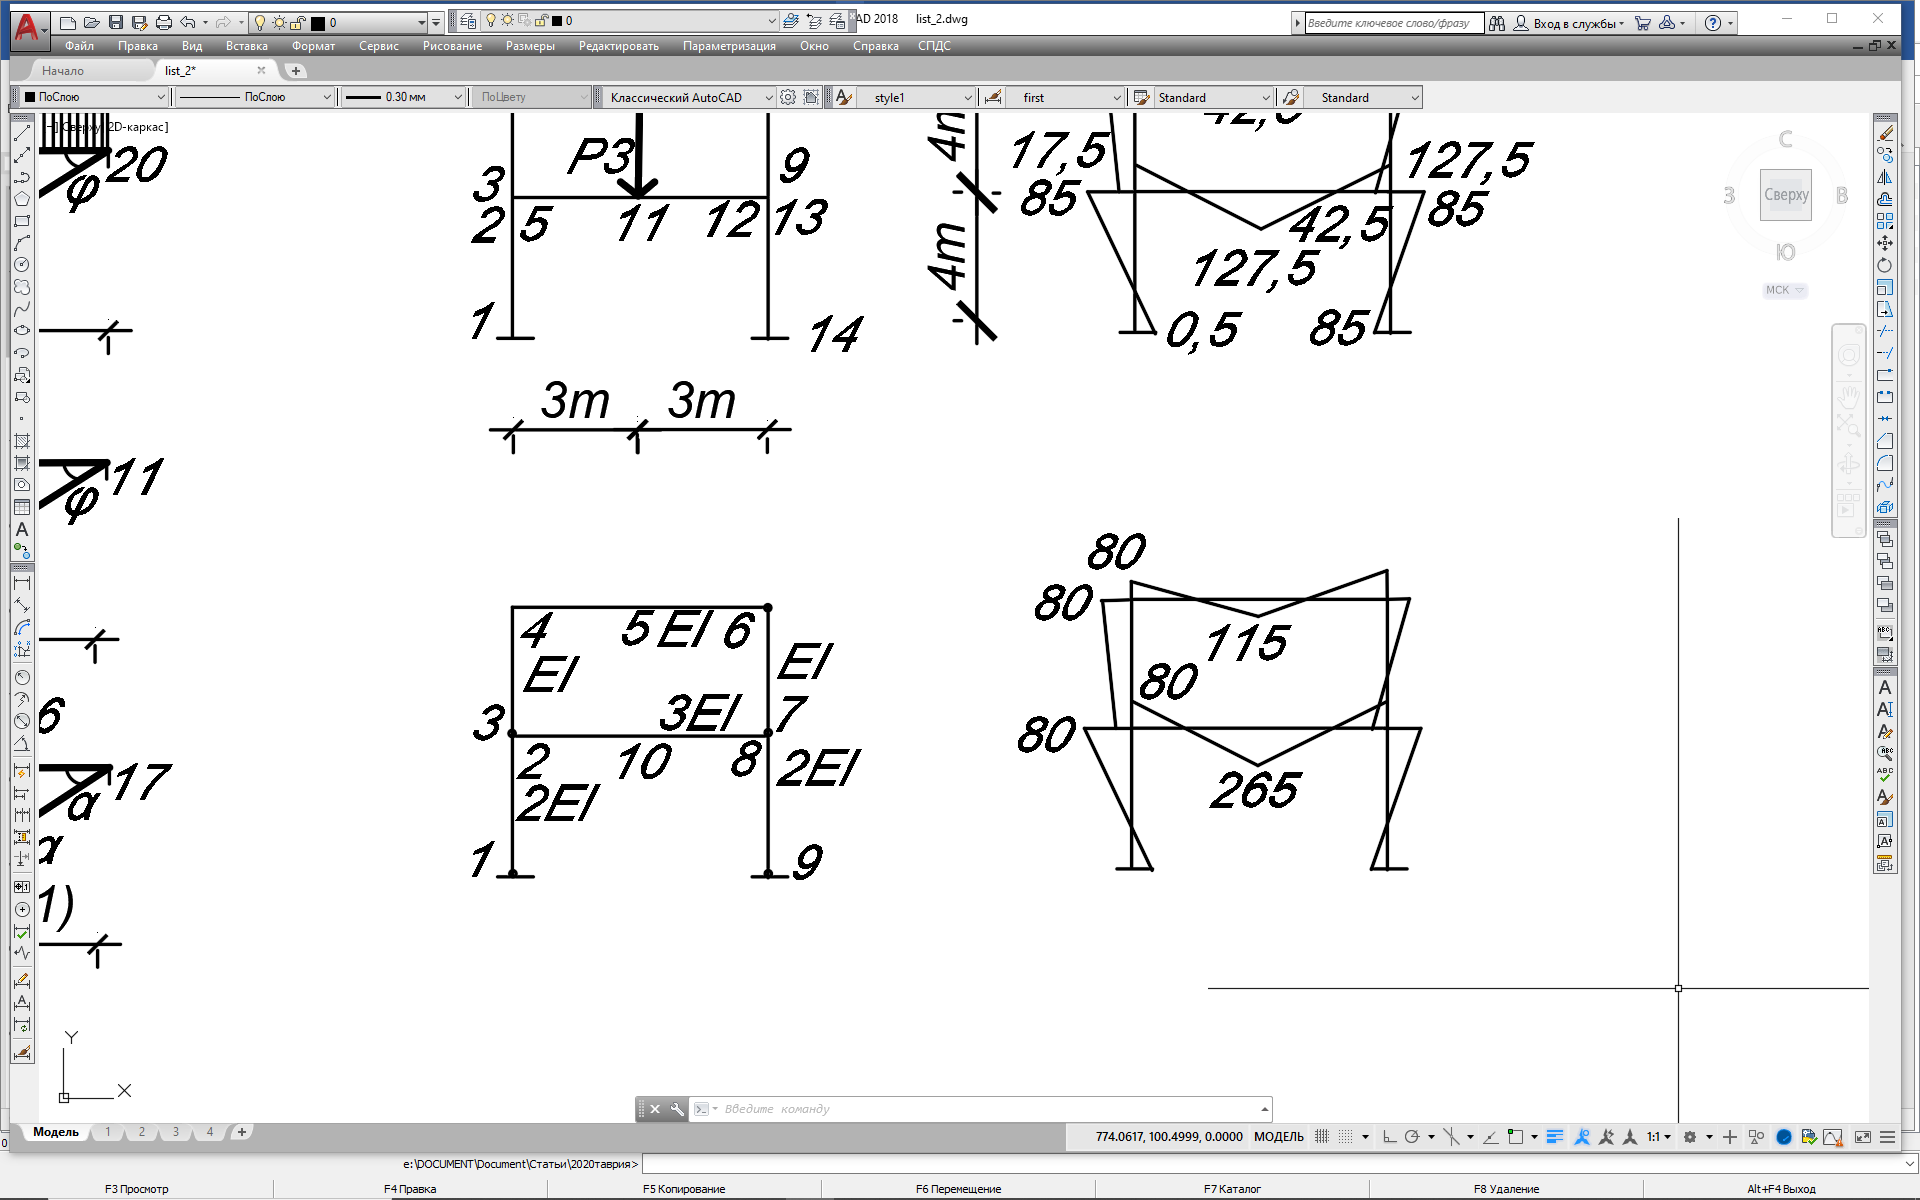 0
0
AD 2018
list_2.dwg
Введите ключевое слово/фразу
Вход в службы
Файл
Правка
Вид
Вставка
Формат
Сервис
Рисование
Размеры
Редактировать
Параметризация
Окно
Справка
СПДС
Начало
list_2*
ПоСлою
ПоСлою
0.30 мм
ПоЦвету
Классический AutoCAD
style1
first
Standard
Standard
2D-каркас]
20
φ
3
P3
9
2
5
11
12
13
1
14
3m
3m
4m
4m
17,5
85
127,5
85
42,5
127,5
0,5
85
С
З
Сверху
В
Ю
МСК
11
φ
4
5
EI
6
EI
EI
3
3EI
7
2
10
8
2EI
2EI
1
9
80
80
115
80
80
265
6
17
α
α
1)
Y
X
Введите команду
Модель
1
2
3
4
774.0617, 100.4999, 0.0000
МОДЕЛЬ
1:1
e:\DOCUMENT\Document\Статьи\2020таврия>
F3 Просмотр
F4 Правка
F5 Копирование
F6 Перемещение
F7 Каталог
F8 Удаление
Alt+F4 Выход